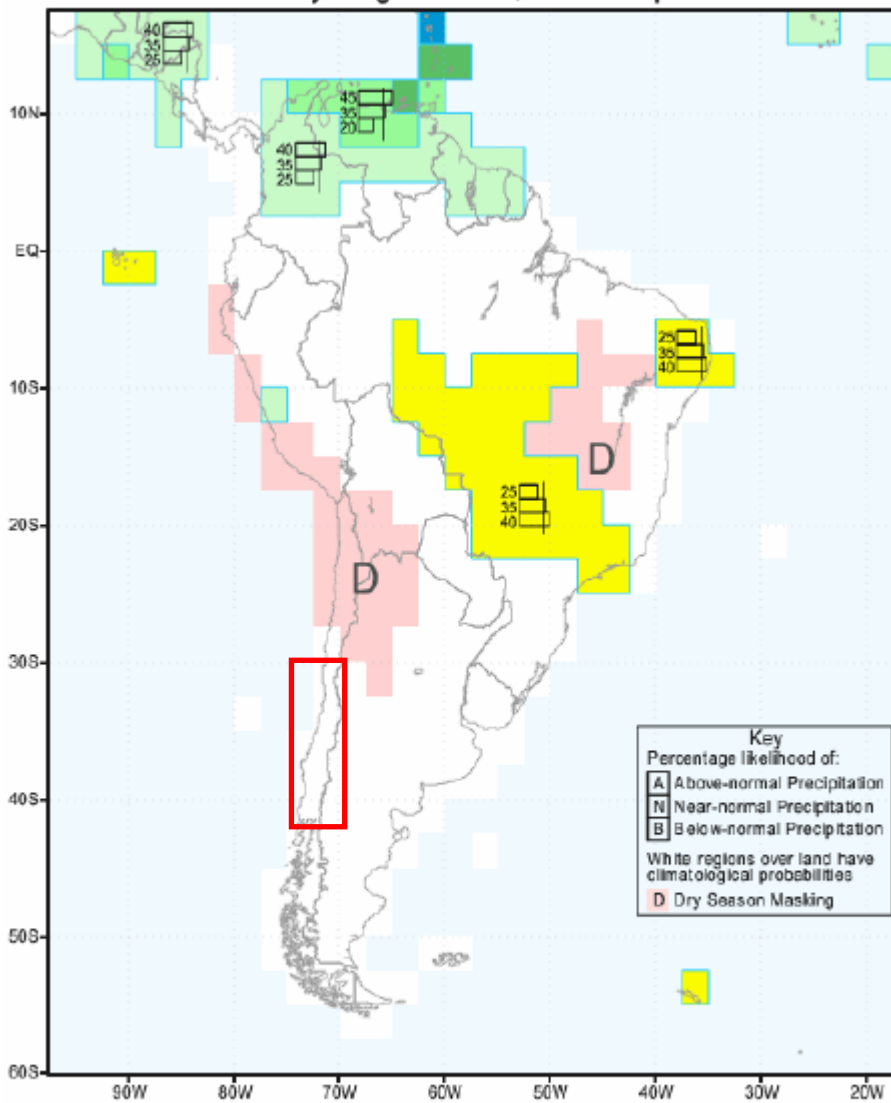 40
35
25
45
35
20
40
35
25
10N
EQ
25
35
40
10S
D
25
35
40
20S
D
30S
Key
Percentage likelihood of:
A Above-normal Precipitation
N Near-normal Precipitation
B Below-normal Precipitation
White regions over land have
climatological probabilities
D Dry Season Masking
40S
50S
60S
90W 80W 70W 60W 50W 40W 30W 20W